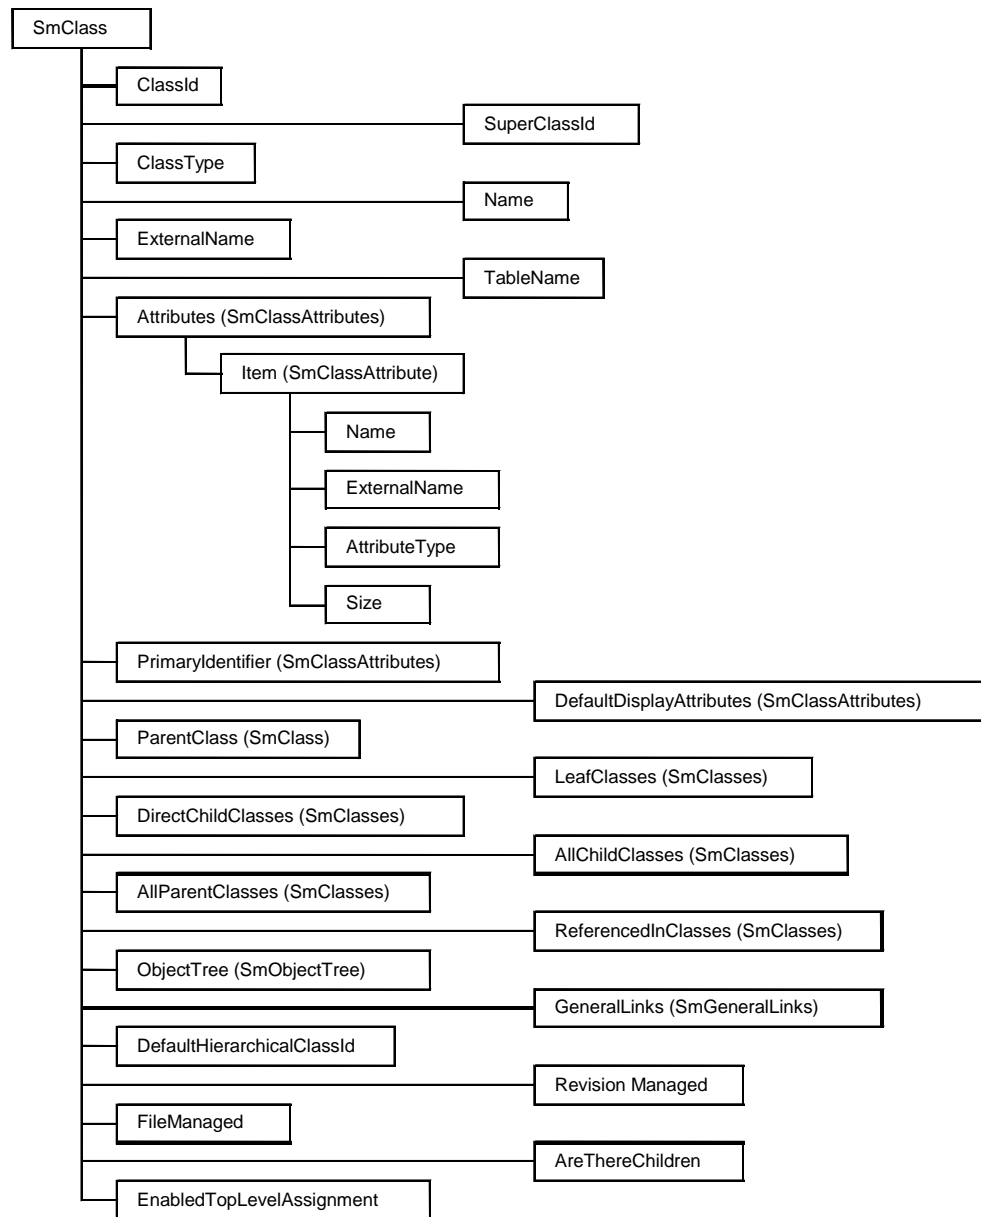 SmClass
ClassId
SuperClassId
ClassType
Name
ExternalName
TableName
Attributes (SmClassAttributes)
Item (SmClassAttribute)
Name
ExternalName
AttributeType
Size
PrimaryIdentifier (SmClassAttributes)
DefaultDisplayAttributes (SmClassAttributes)
ParentClass (SmClass)
LeafClasses (SmClasses)
DirectChildClasses (SmClasses)
AllChildClasses (SmClasses)
AllParentClasses (SmClasses)
ReferencedInClasses (SmClasses)
ObjectTree (SmObjectTree)
GeneralLinks (SmGeneralLinks)
DefaultHierarchicalClassId
Revision Managed
FileManaged
AreThereChildren
EnabledTopLevelAssignment